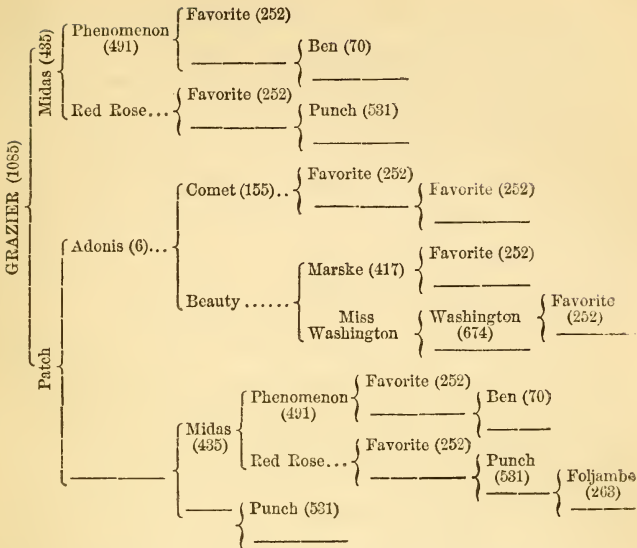 Favorite (252)
Phenomenon
(491)
Ben (70)
Midas (435)
Favorite (252)
Red Rose...
Punch (531)
GRAZIER (1085)
Favorite (252)
Comet (155)..
Favorite (252)
Adonis (6)...
Favorite (252)
Marske (417)
Beauty ......
Favorite
(252)
Miss
Washington
Washington
(674)
Patch
Favorite (252)
Phenomenon
(491)
Ben (70)
Midas
(435)
Favorite (252)
Red Rose...
Punch
(531)
Foljambe
(263)
Punch (531)